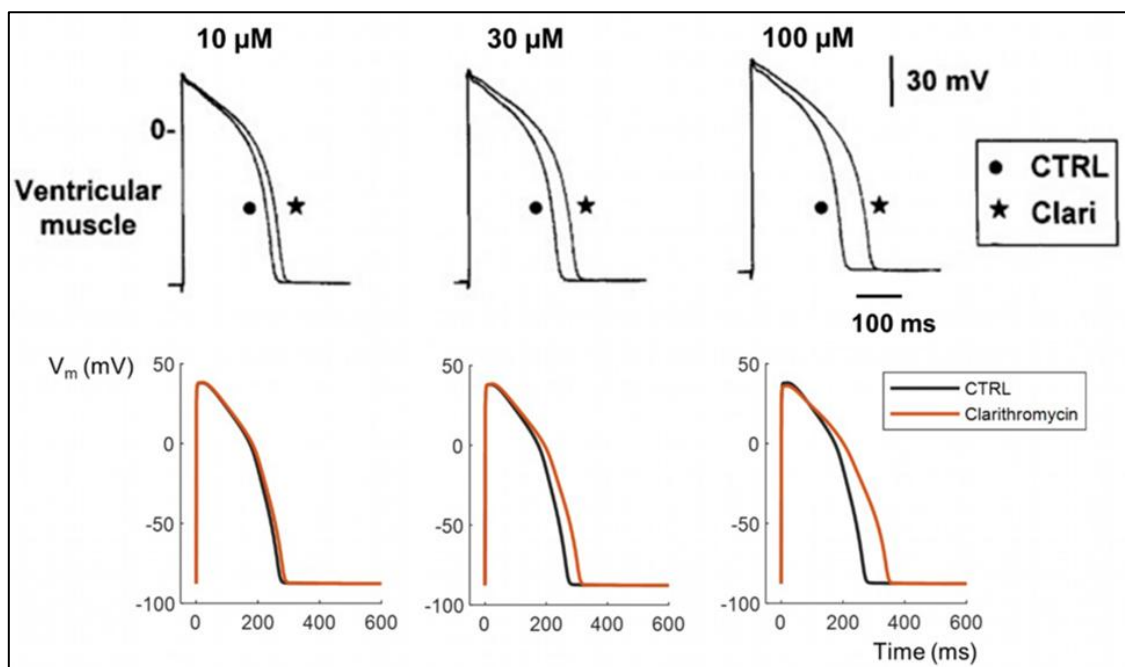 10 µM 30 µM 100 µM
30 mV
0-
Ventricular
muscle
● CTRL
★ Clari
100 ms
V_m (mV)
50
0
-50
-100
0 200 400 600
50
0
-50
-100
0 200 400 600
50
0
-50
-100
0 200 400 600
CTRL
Clarithromycin
Time (ms)